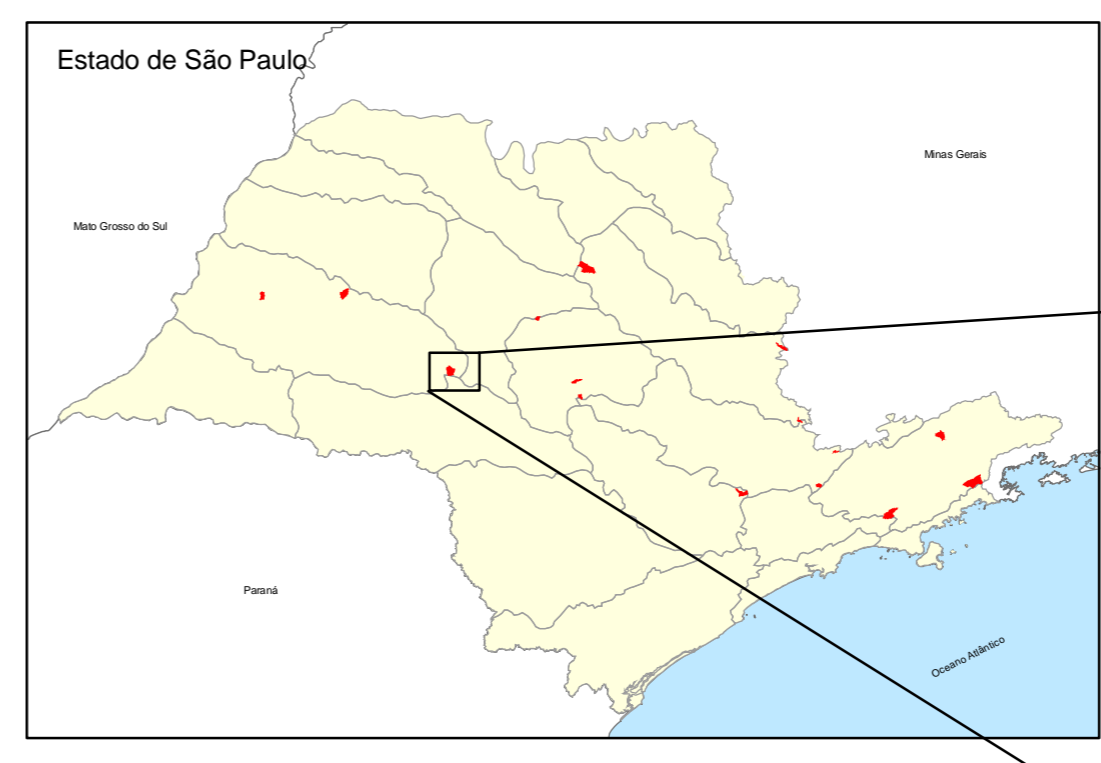 Estado de São Paulo
Minas Gerais
Mato Grosso do Sul
Paraná
Oceano Atlântico